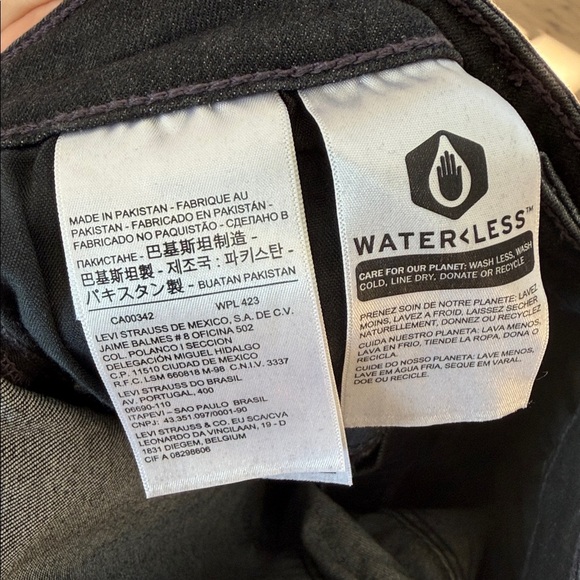 MADE IN PAKISTAN - FABRIQUE AU
PAKISTAN - FABRICADO EN PAKISTÁN -
FABRICADO NO PAQUISTÃO - СДЕЛАНО В
ПАКИСТАНЕ - 巴基斯坦制造 -
巴基斯坦製 - 제조국 : 파키스탄 -
パキスタン製 - BUATAN PAKISTAN
CA00342 WPL 423
LEVI STRAUSS DE MEXICO, S.A. DE C.V.
JAIME BALMES # 8 OFICINA 502
COL. POLANCO I SECCION
DELEGACIÓN MIGUEL HIDALGO
C.P. 11510 CIUDAD DE MEXICO
R.F.C. LSM 660818 M-98 C.N.I.V. 3337
LEVI STRAUSS DO BRASIL
AV. PORTUGAL, 400
06690-110
ITAPEVI – SAO PAULO BRASIL
CNPJ: 43.351.097/0001-90
LEVI STRAUSS & CO. EU SCA/CVA
LEONARDO DA VINCILAAN, 19 - D
1831 DIEGEM, BELGIUM
CIF A 08298606
WATER<LESS™
CARE FOR OUR PLANET: WASH LESS, WASH
COLD, LINE DRY, DONATE OR RECYCLE
PRENEZ SOIN DE NOTRE PLANETE: LAVEZ
MOINS, LAVEZ A FROID, LAISSEZ SECHER
NATURELLEMENT, DONNEZ OU RECYCLEZ
CUIDA NUESTRO PLANETA: LAVA MENOS,
LAVA EN FRIO, TIENDE LA ROPA, DONA O
RECICLA.
CUIDE DO NOSSO PLANETA: LAVE MENOS,
LAVE EM ÁGUA FRIA, SEQUE EM VARAL,
DOE OU RECICLE.